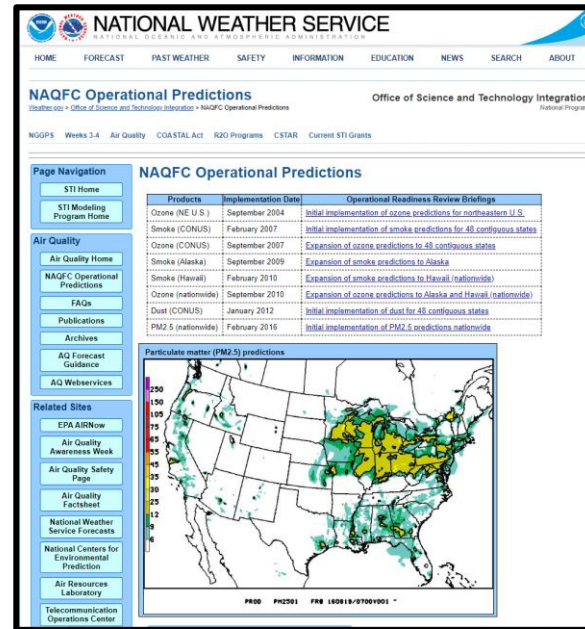 NATIONAL WEATHER SERVICE
NATIONAL OCEANIC AND ATMOSPHERIC ADMINISTRATION
HOME FORECAST PAST WEATHER SAFETY INFORMATION EDUCATION NEWS SEARCH ABOUT
NAQFC Operational Predictions
Office of Science and Technology Integration
Weather.gov > Office of Science and Technology Integration > NAQFC Operational Predictions
National Program
NGGPS Weeks 3-4 Air Quality COASTAL Act R2O Programs CSTAR Current STI Grants
Page Navigation
STI Home
STI Modeling
Program Home
Air Quality
Air Quality Home
NAQFC Operational
Predictions
FAQs
Publications
Archives
AQ Forecast
Guidance
AQ Webservices
Related Sites
EPA AIRNow
Air Quality
Awareness Week
Air Quality Safety
Page
Air Quality
Factsheet
National Weather
Service Forecasts
National Centers for
Environmental
Prediction
Air Resources
Laboratory
Telecommunication
Operations Center
NAQFC Operational Predictions
Products Implementation Date Operational Readiness Review Briefings
Ozone (NE U.S.) September 2004 Initial implementation of ozone predictions for northeastern U.S.
Smoke (CONUS) February 2007 Initial implementation of smoke predictions for 48 contiguous states
Ozone (CONUS) September 2007 Expansion of ozone predictions to 48 contiguous states
Smoke (Alaska) September 2009 Expansion of smoke predictions to Alaska
Smoke (Hawaii) February 2010 Expansion of smoke predictions to Hawaii (nationwide)
Ozone (nationwide) September 2010 Expansion of ozone predictions to Alaska and Hawaii (nationwide)
Dust (CONUS) January 2012 Initial implementation of dust for 48 contiguous states
PM2.5 (nationwide) February 2016 Initial implementation of PM2.5 predictions nationwide
Particulate matter (PM2.5) predictions
250
150
105
75
65
55
45
35
30
25
12
9
6
PROD PM2501 FRO 160819/0700V001